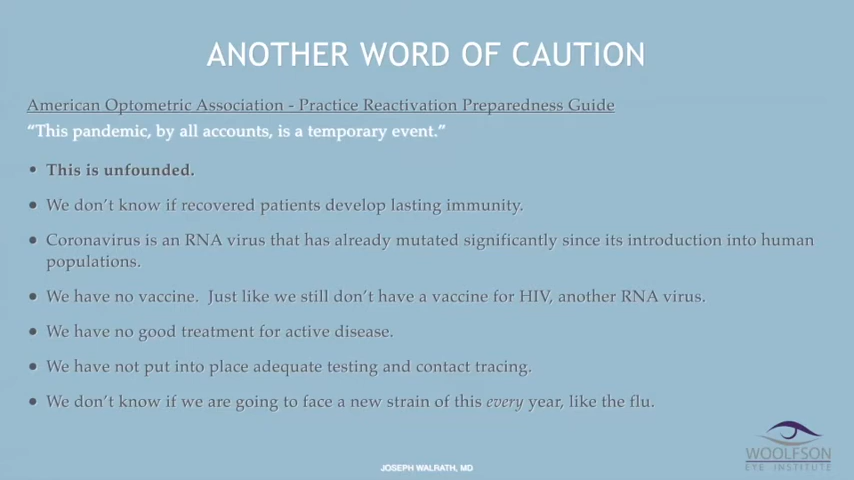 ANOTHER WORD OF CAUTION
American Optometric Association - Practice Reactivation Preparedness Guide
“This pandemic, by all accounts, is a temporary event.”
• This is unfounded.
• We don’t know if recovered patients develop lasting immunity.
• Coronavirus is an RNA virus that has already mutated significantly since its introduction into human
populations.
• We have no vaccine. Just like we still don’t have a vaccine for HIV, another RNA virus.
• We have no good treatment for active disease.
• We have not put into place adequate testing and contact tracing.
• We don’t know if we are going to face a new strain of this every year, like the flu.
WOOLFSON
EYE INSTITUTE
JOSEPH WALRATH, MD